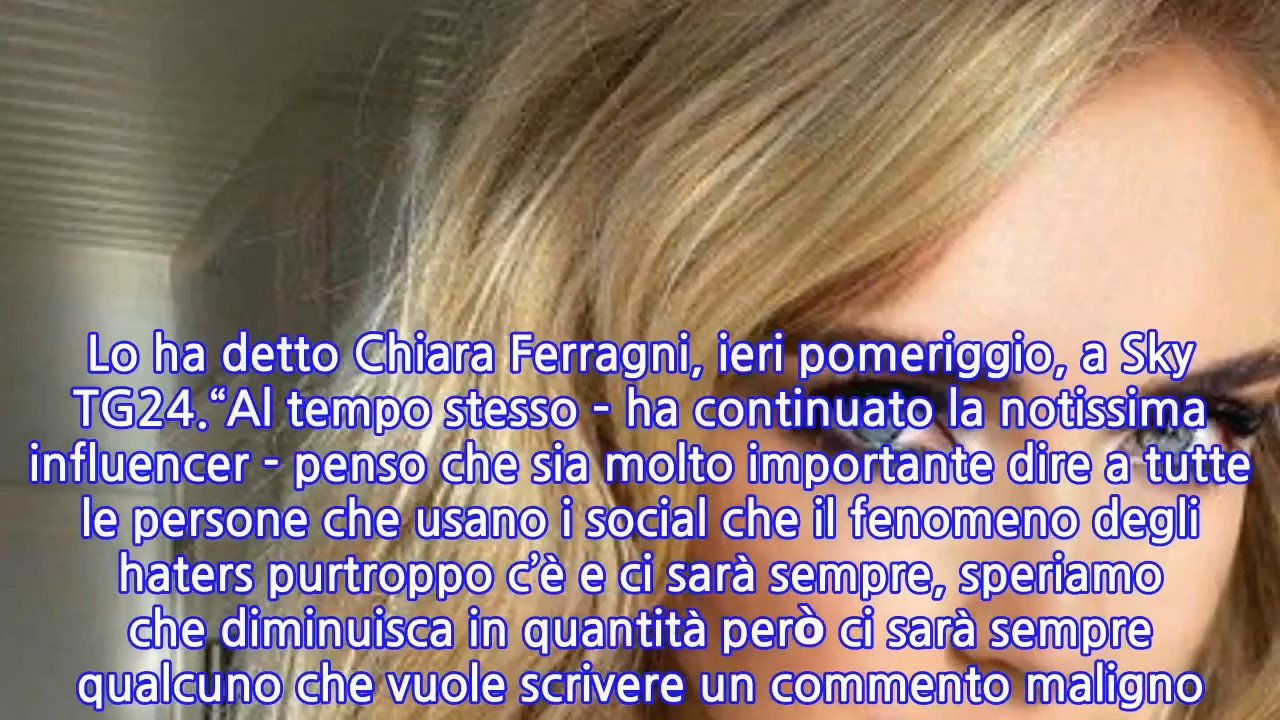 Lo ha detto Chiara Ferragni, ieri pomeriggio, a Sky
TG24.“Al tempo stesso - ha continuato la notissima
influencer - penso che sia molto importante dire a tutte
le persone che usano i social che il fenomeno degli
haters purtroppo c’è e ci sarà sempre, speriamo
che diminuisca in quantità però ci sarà sempre
qualcuno che vuole scrivere un commento maligno